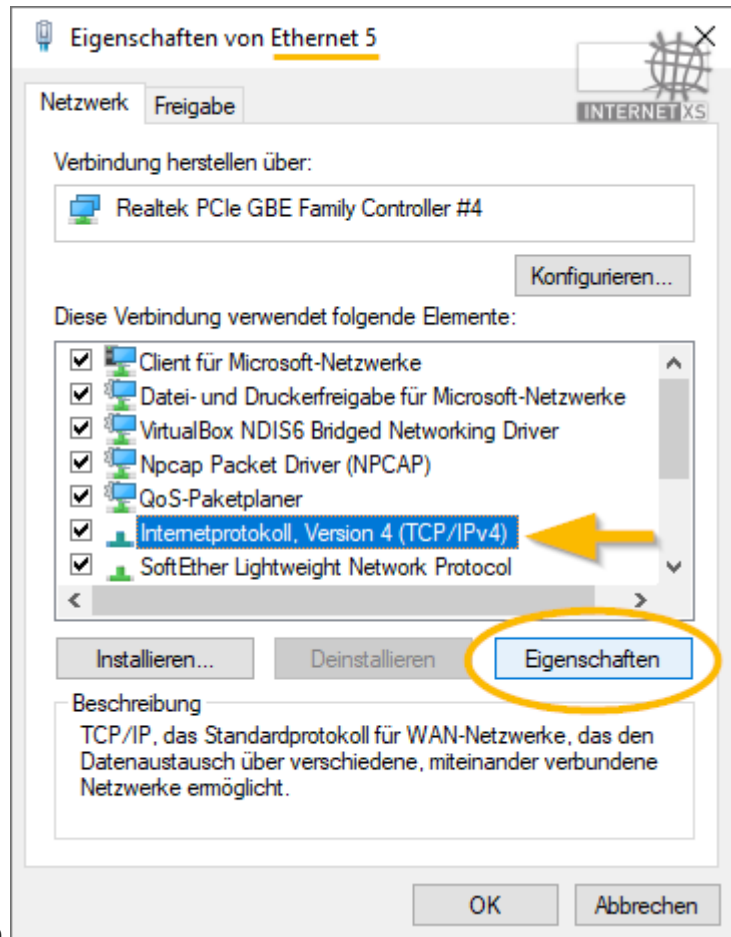 Eigenschaften von Ethernet 5
INTERNET XS
Netzwerk
Freigabe
Verbindung herstellen über:
Realtek PCIe GBE Family Controller #4
Konfigurieren...
Diese Verbindung verwendet folgende Elemente:
Client für Microsoft-Netzwerke
Datei- und Druckerfreigabe für Microsoft-Netzwerke
VirtualBox NDIS6 Bridged Networking Driver
Npcap Packet Driver (NPCAP)
QoS-Paketplaner
Internetprotokoll, Version 4 (TCP/IPv4)
SoftEther Lightweight Network Protocol
Installieren...
Deinstallieren
Eigenschaften
Beschreibung
TCP/IP, das Standardprotokoll für WAN-Netzwerke, das den
Datenaustausch über verschiedene, miteinander verbundene
Netzwerke ermöglicht.
OK
Abbrechen